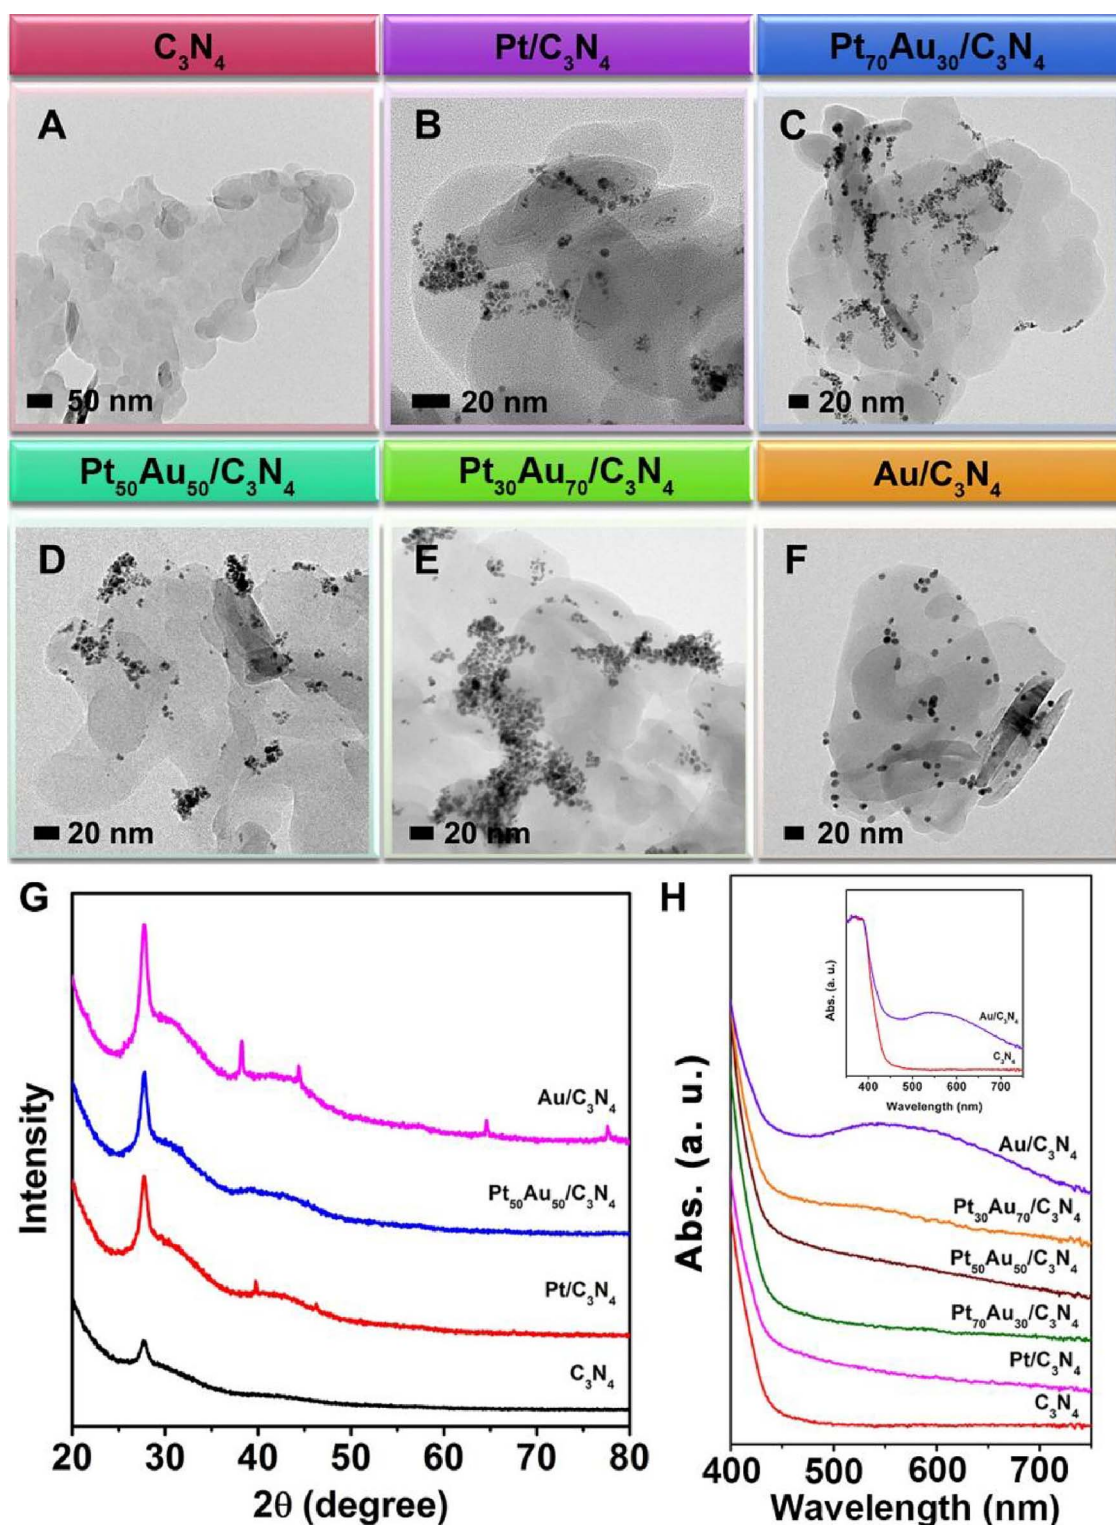 C₃N₄
Pt/C₃N₄
Pt₇₀Au₃₀/C₃N₄
A
B
C
50 nm
20 nm
20 nm
Pt₅₀Au₅₀/C₃N₄
Pt₃₀Au₇₀/C₃N₄
Au/C₃N₄
D
E
F
20 nm
20 nm
20 nm
G
Intensity
Au/C₃N₄
Pt₅₀Au₅₀/C₃N₄
Pt/C₃N₄
C₃N₄
20 30 40 50 60 70 80
2θ (degree)
H
Abs. (a. u.)
Abs. (a. u.)
Au/C₃N₄
C₃N₄
400 500 600 700
Wavelength (nm)
Au/C₃N₄
Pt₃₀Au₇₀/C₃N₄
Pt₅₀Au₅₀/C₃N₄
Pt₇₀Au₃₀/C₃N₄
Pt/C₃N₄
C₃N₄
400 500 600 700
Wavelength (nm)